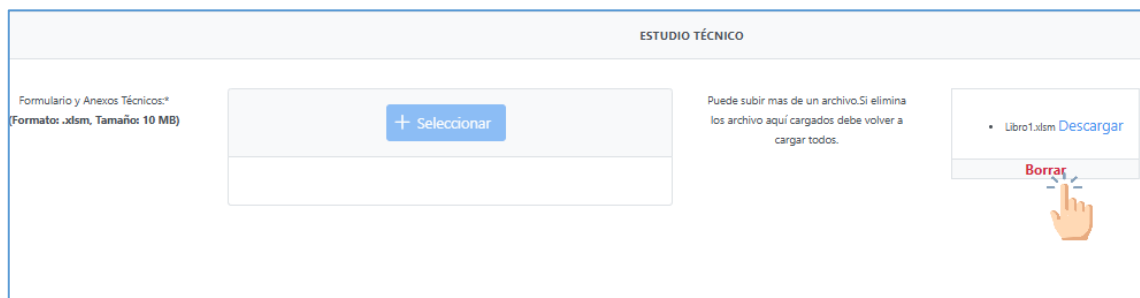 ESTUDIO TÉCNICO
Formulario y Anexos Técnicos:*
(Formato: .xlsm, Tamaño: 10 MB)
+ Seleccionar
Puede subir mas de un archivo.Si elimina
los archivo aquí cargados debe volver a
cargar todos.
• Libro1.xlsm Descargar
Borrar